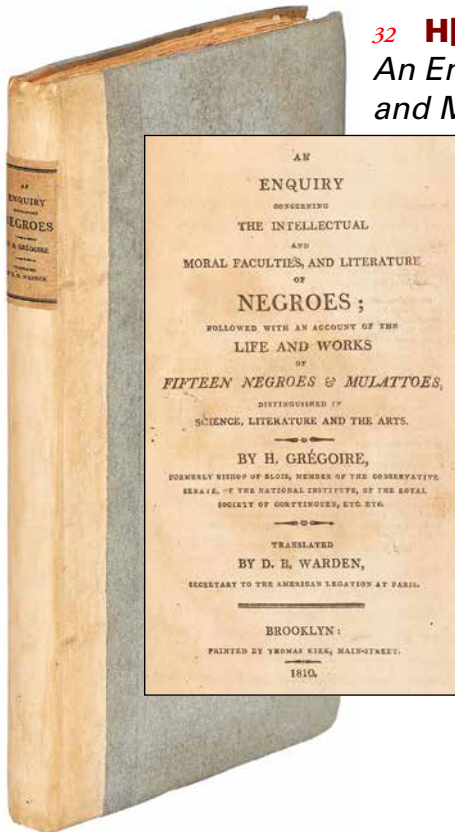 32 H
An En
and M
AN
ENQUIRY
CONCERNING
THE INTELLECTUAL
AND
MORAL FACULTIES, AND LITERATURE
OF
NEGROES;
FOLLOWED WITH AN ACCOUNT OF THE
LIFE AND WORKS
OF
FIFTEEN NEGROES & MULATTOES,
DISTINGUISHED IN
SCIENCE, LITERATURE AND THE ARTS.
BY H. GRÉGOIRE,
FORMERLY BISHOP OF BLOIS, MEMBER OF THE CONSERVATIVE
SENATE, OF THE NATIONAL INSTITUTE, OF THE ROYAL
SOCIETY OF GOETTINGUEN, ETC. ETC.
TRANSLATED
BY D. B. WARDEN,
SECRETARY TO THE AMERICAN LEGATION AT PARIS.
BROOKLYN:
PRINTED BY THOMAS KIRK, MAIN-STREET.
1810.
AN
ENQUIRY
CONCERNING
NEGROES
H. GRÉGOIRE
D. B. WARDEN